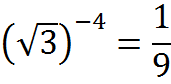 (√3)⁻⁴ = 1/9